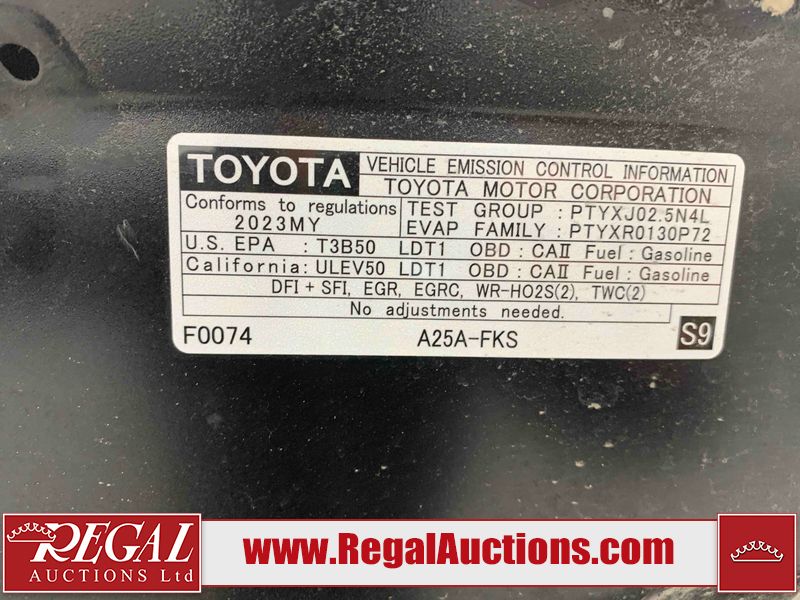 TOYOTA
VEHICLE EMISSION CONTROL INFORMATION
TOYOTA MOTOR CORPORATION
Conforms to regulations
2023MY
TEST GROUP : PTYXJ02.5N4L
EVAP FAMILY : PTYXR0130P72
U.S. EPA : T3B50 LDT1 OBD : CAII Fuel : Gasoline
California : ULEV50 LDT1 OBD : CAII Fuel : Gasoline
DFI + SFI, EGR, EGRC, WR-HO2S(2), TWC(2)
No adjustments needed.
F0074 A25A-FKS S9
REGAL
AUCTIONS Ltd
www.RegalAuctions.com